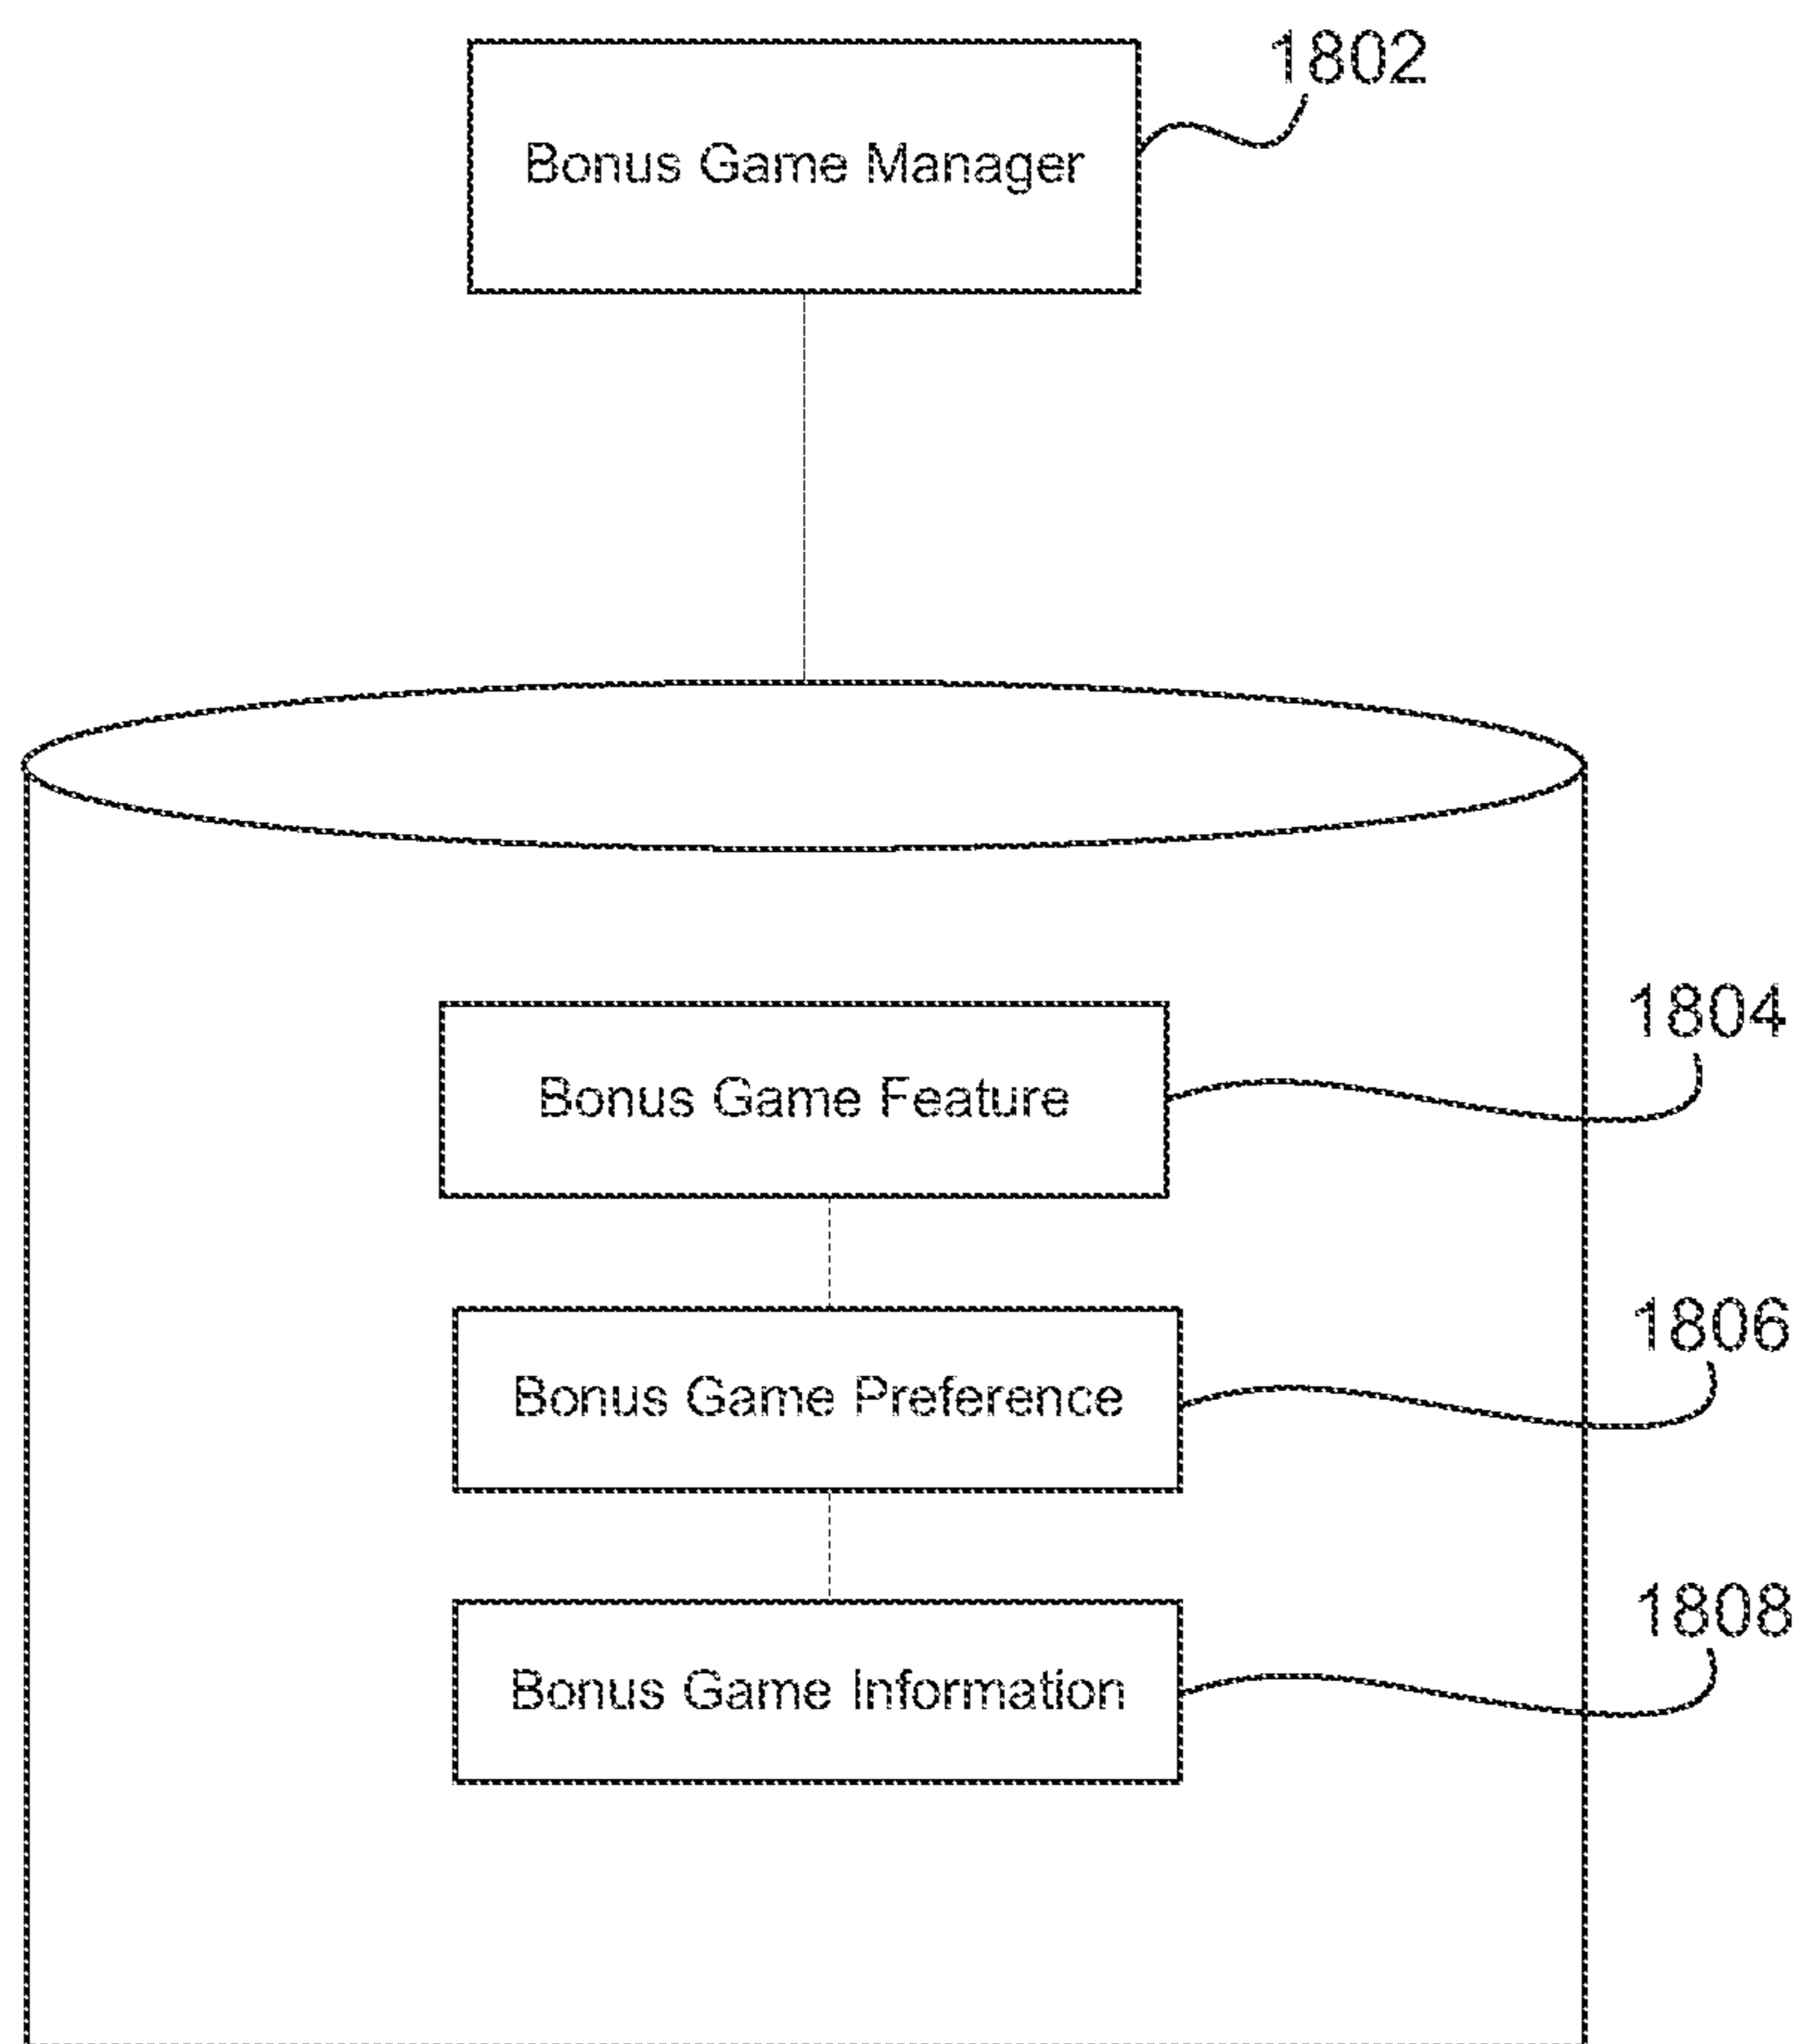 1802
Bonus Game Manager
1804
Bonus Game Feature
1806
Bonus Game Preference
1808
Bonus Game Information